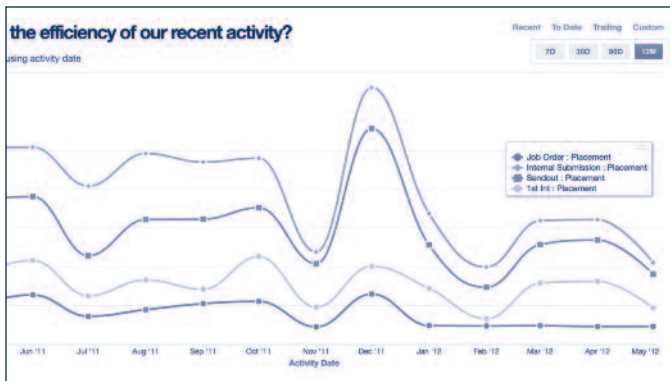 the efficiency of our recent activity?
Recent To Date Trailing Custom
using activity date
7D 30D 90D 12M
Job Order : Placement
Internal Submission : Placement
Sendout : Placement
1st Int : Placement
Jun '11 Jul '11 Aug '11 Sep '11 Oct '11 Nov '11 Dec '11 Jan '12 Feb '12 Mar '12 Apr '12 May '12
Activity Date